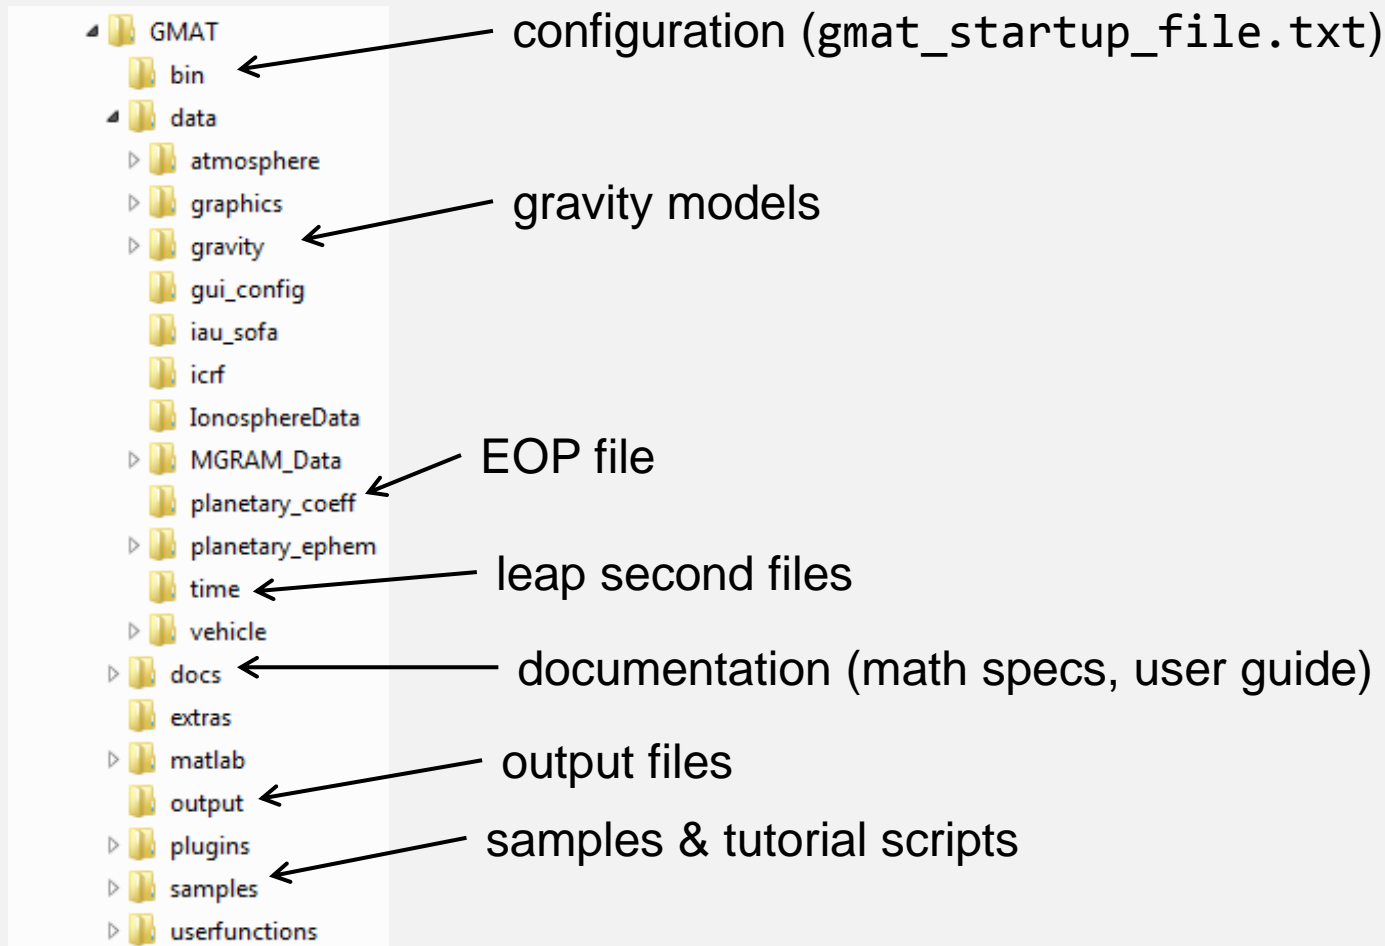 GMAT
configuration (gmat_startup_file.txt)
bin
data
atmosphere
graphics
gravity models
gravity
gui_config
iau_sofa
icrf
IonosphereData
MGRAM_Data
EOP file
planetary_coeff
planetary_ephem
leap second files
time
vehicle
docs
documentation (math specs, user guide)
extras
matlab
output files
output
plugins
samples & tutorial scripts
samples
userfunctions